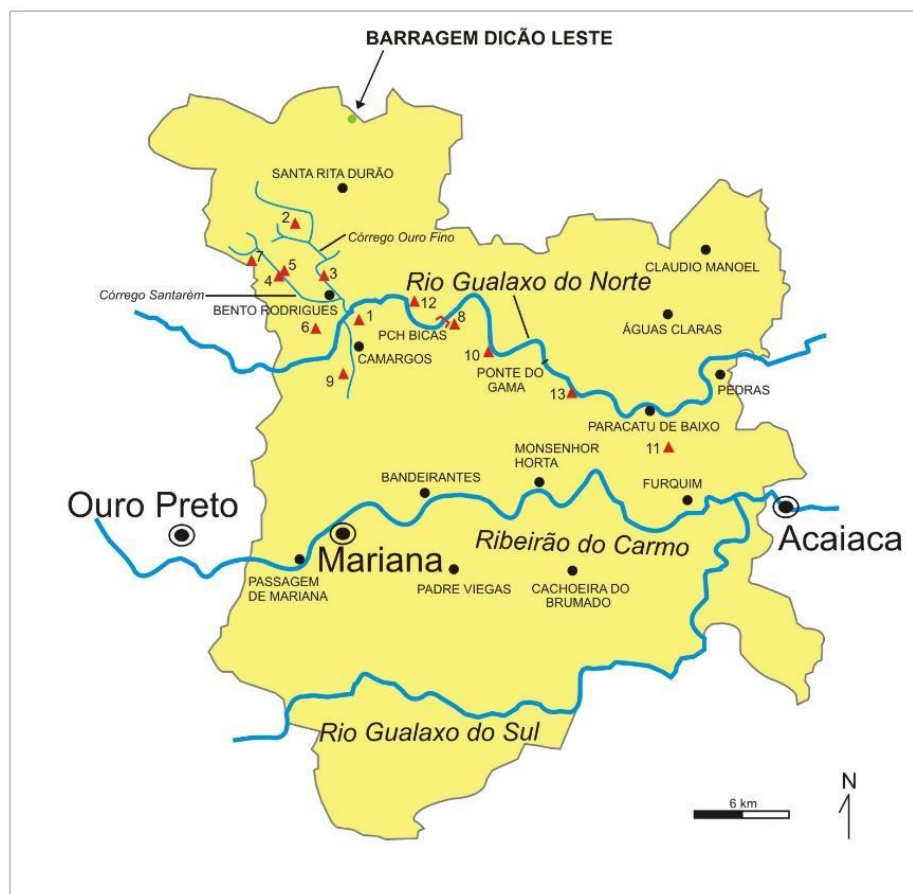 BARRAGEM DICÃO LESTE
SANTA RITA DURÃO
2
Córrego Ouro Fino
CLAUDIO MANOEL
7
5
4
3
Rio Gualaxo do Norte
Córrego Santarém
BENTO RODRIGUES
12
6
1
8
PCH BICAS
ÁGUAS CLARAS
CAMARGOS
10
PONTE DO
GAMA
9
PEDRAS
13
PARACATU DE BAIXO
11
MONSENHOR
HORTA
BANDEIRANTES
FURQUIM
Ouro Preto
Mariana
Ribeirão do Carmo
Acaiaca
PASSAGEM
DE MARIANA
PADRE VIEGAS
CACHOEIRA DO
BRUMADO
Rio Gualaxo do Sul
N
6 km